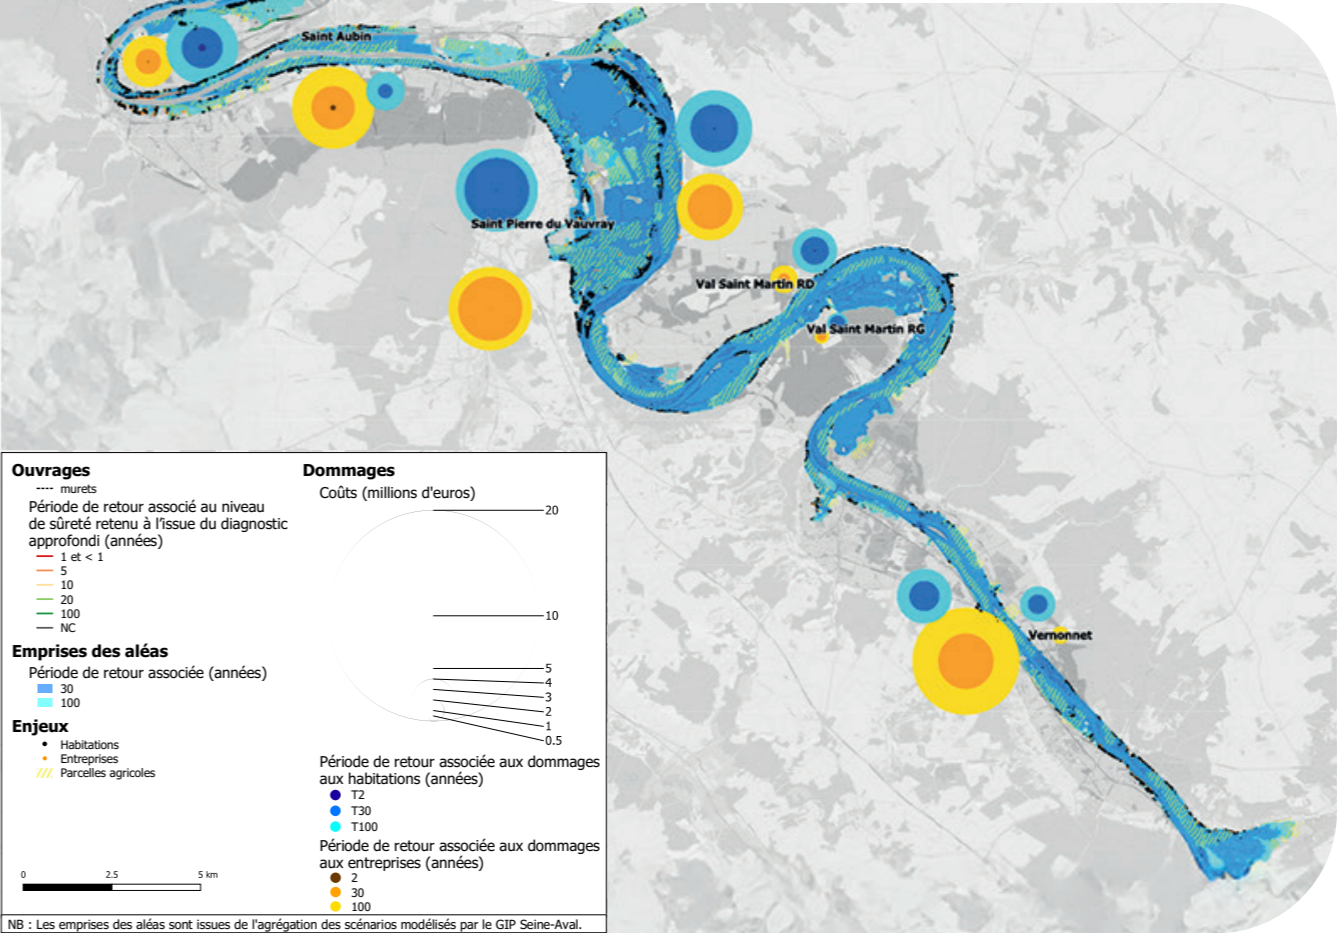 Saint Aubin
Saint Pierre du Vauvray
Val Saint Martin RD
Val Saint Martin RG
Vernonnet
Ouvrages
murets
Période de retour associé au niveau
de sûreté retenu à l'issue du diagnostic
approfondi (années)
1 et < 1
5
10
20
100
NC
Emprises des aléas
Période de retour associée (années)
30
100
Enjeux
Habitations
Entreprises
Parcelles agricoles
0 2.5 5 km
Dommages
Coûts (millions d'euros)
20
10
5
4
3
2
1
0.5
Période de retour associée aux dommages
aux habitations (années)
T2
T30
T100
Période de retour associée aux dommages
aux entreprises (années)
2
30
100
NB : Les emprises des aléas sont issues de l'agrégation des scénarios modélisés par le GIP Seine-Aval.